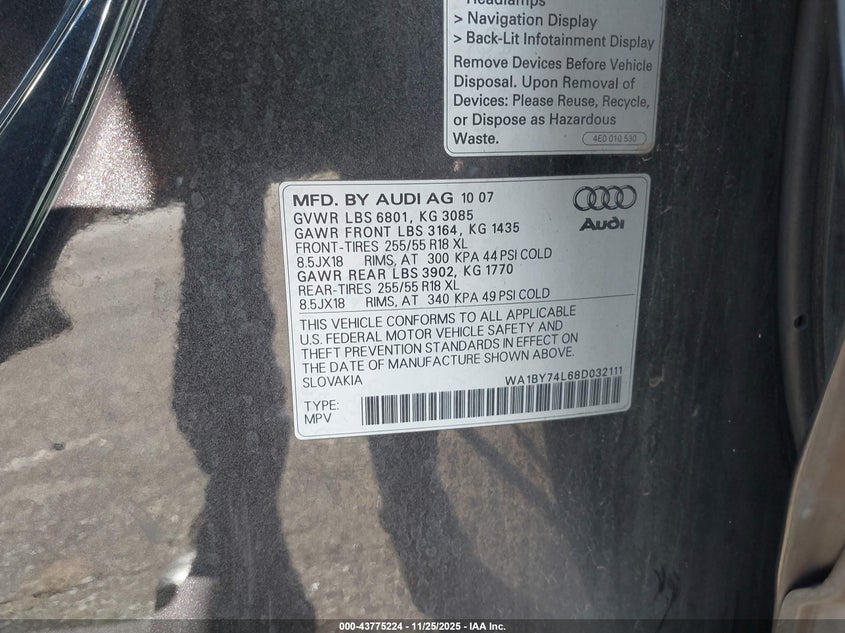 Headlamps
> Navigation Display
> Back-Lit Infotainment Display
Remove Devices Before Vehicle
Disposal. Upon Removal of
Devices: Please Reuse, Recycle,
or Dispose as Hazardous
Waste.
4E0 010 530
MFD. BY AUDI AG 10 07
GVWR LBS 6801, KG 3085
GAWR FRONT LBS 3164, KG 1435
FRONT-TIRES 255/55 R18 XL
8.5JX18 RIMS, AT 300 KPA 44 PSI COLD
GAWR REAR LBS 3902, KG 1770
REAR-TIRES 255/55 R18 XL
8.5JX18 RIMS, AT 340 KPA 49 PSI COLD
Audi
THIS VEHICLE CONFORMS TO ALL APPLICABLE
U.S. FEDERAL MOTOR VEHICLE SAFETY AND
THEFT PREVENTION STANDARDS IN EFFECT ON
THE DATE OF MANUFACTURE SHOWN ABOVE.
SLOVAKIA WA1BY74L68D032111
TYPE:
MPV
000-43775224 - 11/25/2025 - IAA Inc.